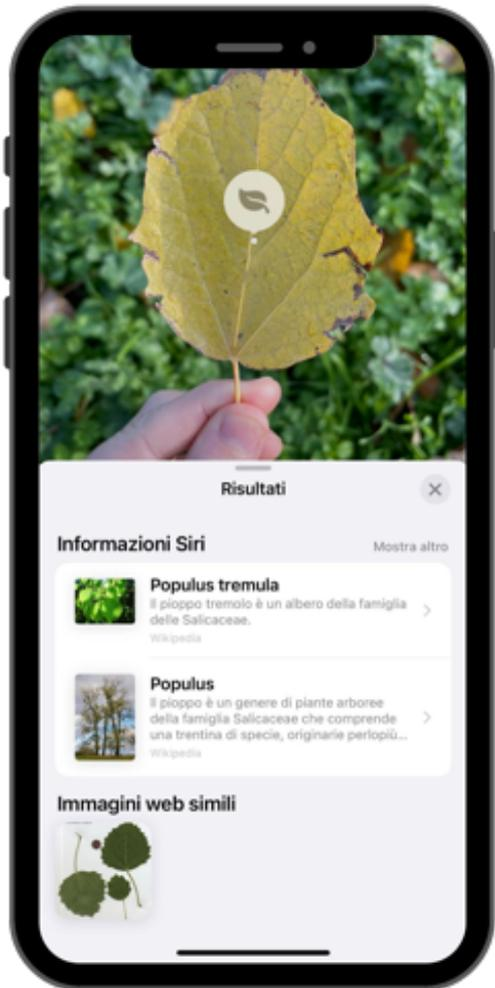 Risultati
Informazioni Siri
Mostra altro
Populus tremula
Il pioppo tremolo è un albero della famiglia
delle Salicaceae.
Wikipedia
Populus
Il pioppo è un genere di piante arboree
della famiglia Salicaceae che comprende
una trentina di specie, originarie perlopiù...
Wikipedia
Immagini web simili